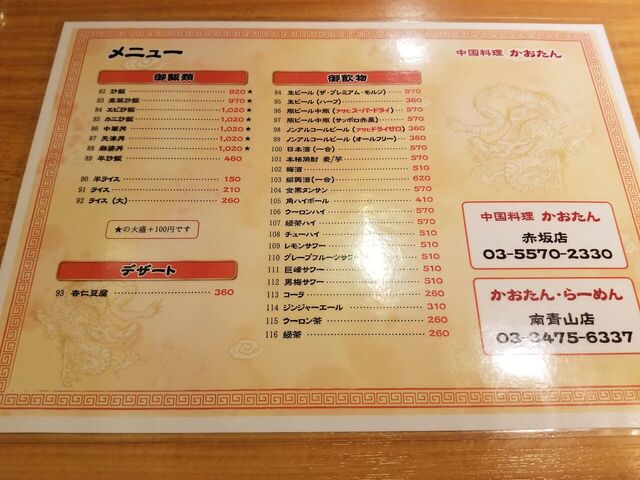 メニュー
中国料理 かおたん
御飯類
82 炒飯 920★
83 高菜炒飯 970★
84 エビ炒飯 1,020★
85 カニ炒飯 1,020★
86 中華丼 1,020★
87 天津丼 1,020★
88 麻婆丼 1,020★
89 半炒飯 460
90 半ライス 150
91 ライス 210
92 ライス (大) 260
★の大盛+100円です
デザート
93 杏仁豆腐 360
御飲物
94 生ビール (ザ・プレミアム・モルツ) 570
95 生ビール (ハーフ) 360
96 瓶ビール中瓶 (アサヒスーパードライ) 570
97 瓶ビール中瓶 (サッポロ赤星) 570
98 ノンアルコールビール (アサヒドライゼロ) 360
99 ノンアルコールビール (オールフリー) 360
100 日本酒 (一合) 570
101 本格焼酎 麦/芋 570
102 梅酒 510
103 紹興酒 (一合) 620
104 金黒タンサン 570
105 角ハイボール 410
106 ウーロンハイ 570
107 緑茶ハイ 570
108 チューハイ 510
109 レモンサワー 510
110 グレープフルーツサワー 510
111 巨峰サワー 510
112 男梅サワー 510
113 コーラ 260
114 ジンジャーエール 310
115 ウーロン茶 260
116 緑茶 260
中国料理 かおたん
赤坂店
03-5570-2330
かおたん・らーめん
南青山店
03-3475-6337